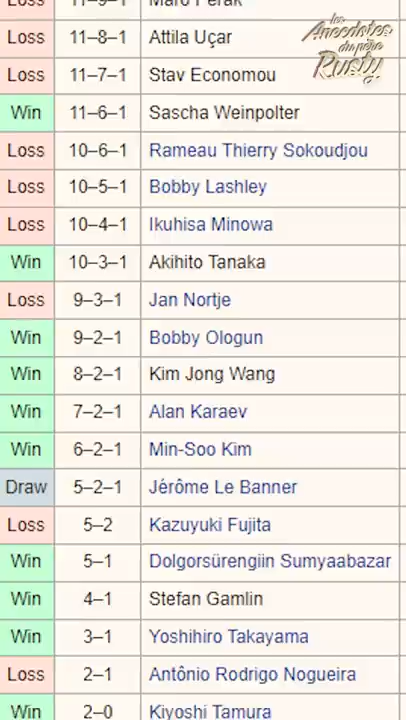 Loss 11–9–1 Maro Perak
les
Anecdotes
du père
Rusty
Loss 11–8–1 Attila Uçar
Loss 11–7–1 Stav Economou
Win 11–6–1 Sascha Weinpolter
Loss 10–6–1 Rameau Thierry Sokoudjou
Loss 10–5–1 Bobby Lashley
Loss 10–4–1 Ikuhisa Minowa
Win 10–3–1 Akihito Tanaka
Loss 9–3–1 Jan Nortje
Win 9–2–1 Bobby Ologun
Win 8–2–1 Kim Jong Wang
Win 7–2–1 Alan Karaev
Win 6–2–1 Min-Soo Kim
Draw 5–2–1 Jérôme Le Banner
Loss 5–2 Kazuyuki Fujita
Win 5–1 Dolgorsürengiin Sumyaabazar
Win 4–1 Stefan Gamlin
Win 3–1 Yoshihiro Takayama
Loss 2–1 Antônio Rodrigo Nogueira
Win 2–0 Kiyoshi Tamura